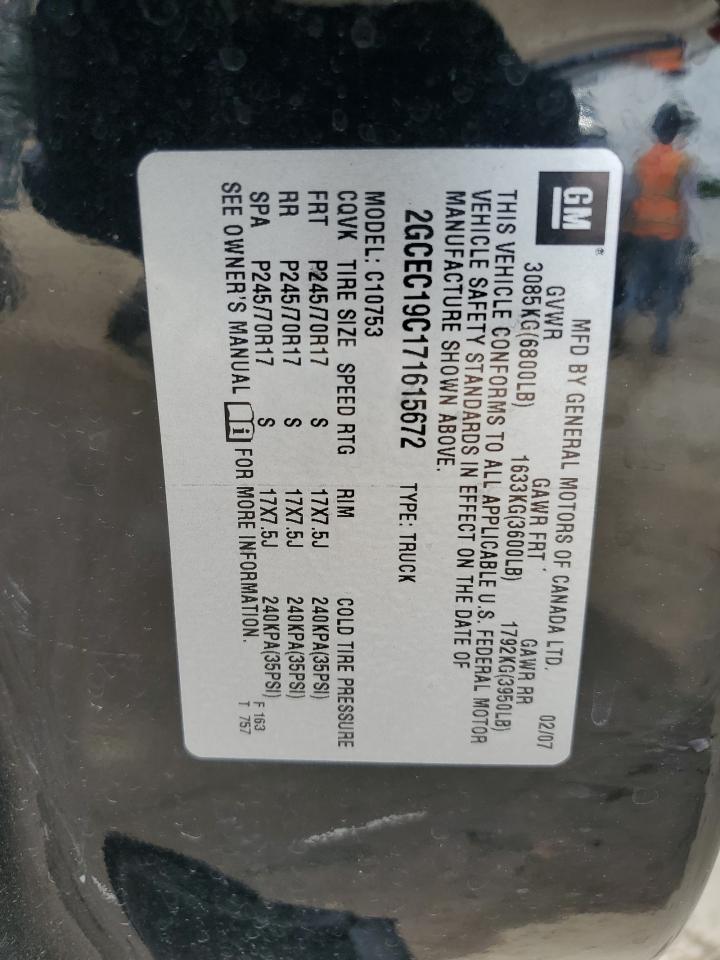 GM®
MFD BY GENERAL MOTORS OF CANADA LTD.
02/07
GVWR GAWR FRT GAWR RR
3085KG(6800LB) 1633KG(3600LB) 1792KG(3950LB)
THIS VEHICLE CONFORMS TO ALL APPLICABLE U.S. FEDERAL MOTOR
VEHICLE SAFETY STANDARDS IN EFFECT ON THE DATE OF
MANUFACTURE SHOWN ABOVE.
2GCEC19C171615672 TYPE: TRUCK
MODEL: C10753
CQVK TIRE SIZE SPEED RTG RIM COLD TIRE PRESSURE
FRT P245/70R17 S 17X7.5J 240KPA(35PSI)
RR P245/70R17 S 17X7.5J 240KPA(35PSI)
SPA P245/70R17 S 17X7.5J 240KPA(35PSI)
SEE OWNER'S MANUAL i FOR MORE INFORMATION.
F 163
T 757